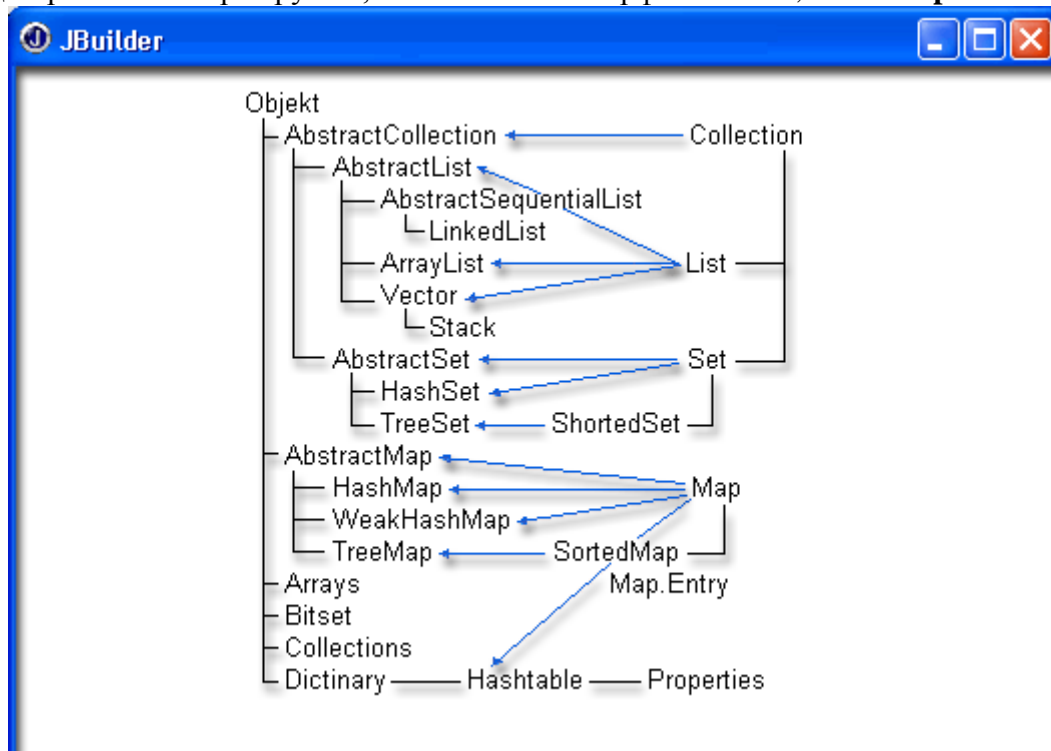 JBuilder
Objekt
AbstractCollection Collection
AbstractList
AbstractSequentialList
LinkedList
ArrayList List
Vector
Stack
AbstractSet Set
HashSet
TreeSet ShortedSet
AbstractMap
HashMap Map
WeakHashMap
TreeMap SortedMap
Arrays Map.Entry
Bitset
Collections
Dictinary Hashtable Properties